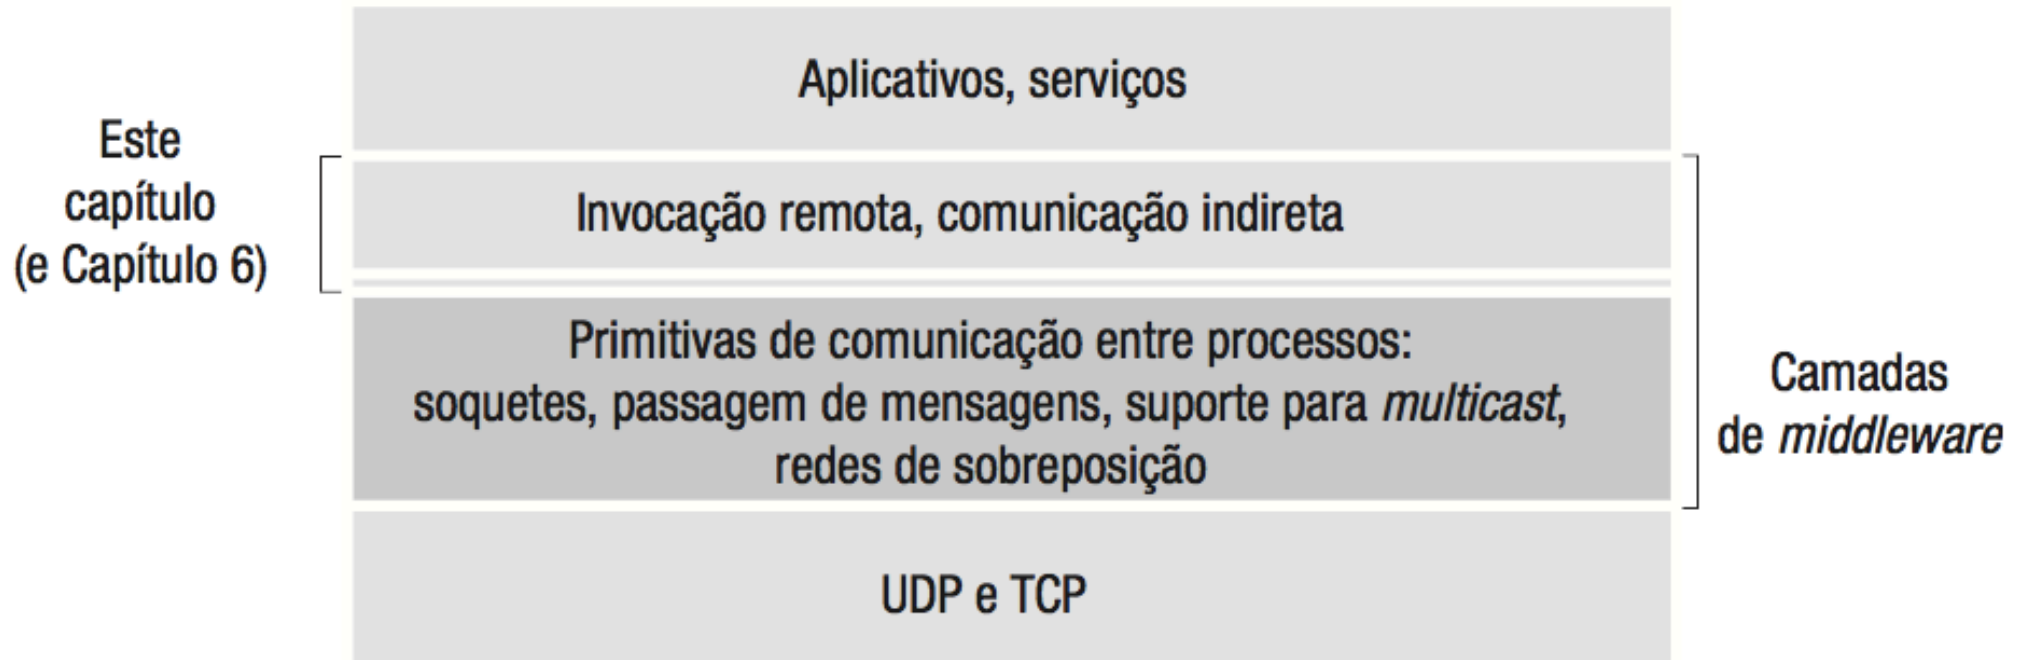 Aplicativos, serviços
Este
capítulo
(e Capítulo 6)
Invocação remota, comunicação indireta
Primitivas de comunicação entre processos:
soquetes, passagem de mensagens, suporte para multicast,
redes de sobreposição
Camadas
de middleware
UDP e TCP